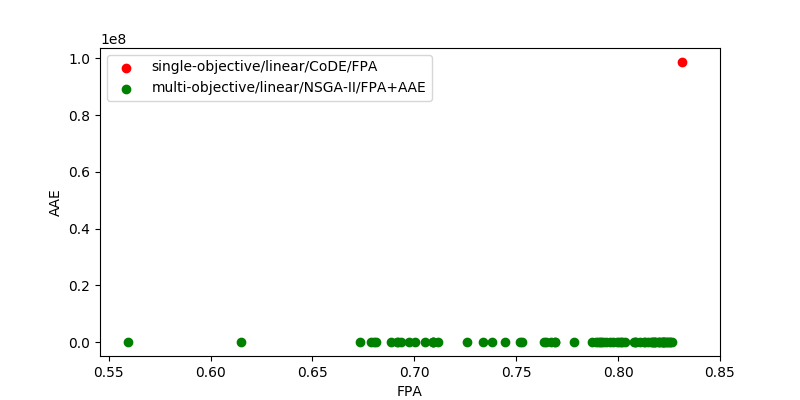 1e8
single-objective/linear/CoDE/FPA
multi-objective/linear/NSGA-II/FPA+AAE
1.0
0.8
0.6
0.4
0.2
0.0
AAE
0.55 0.60 0.65 0.70 0.75 0.80 0.85
FPA